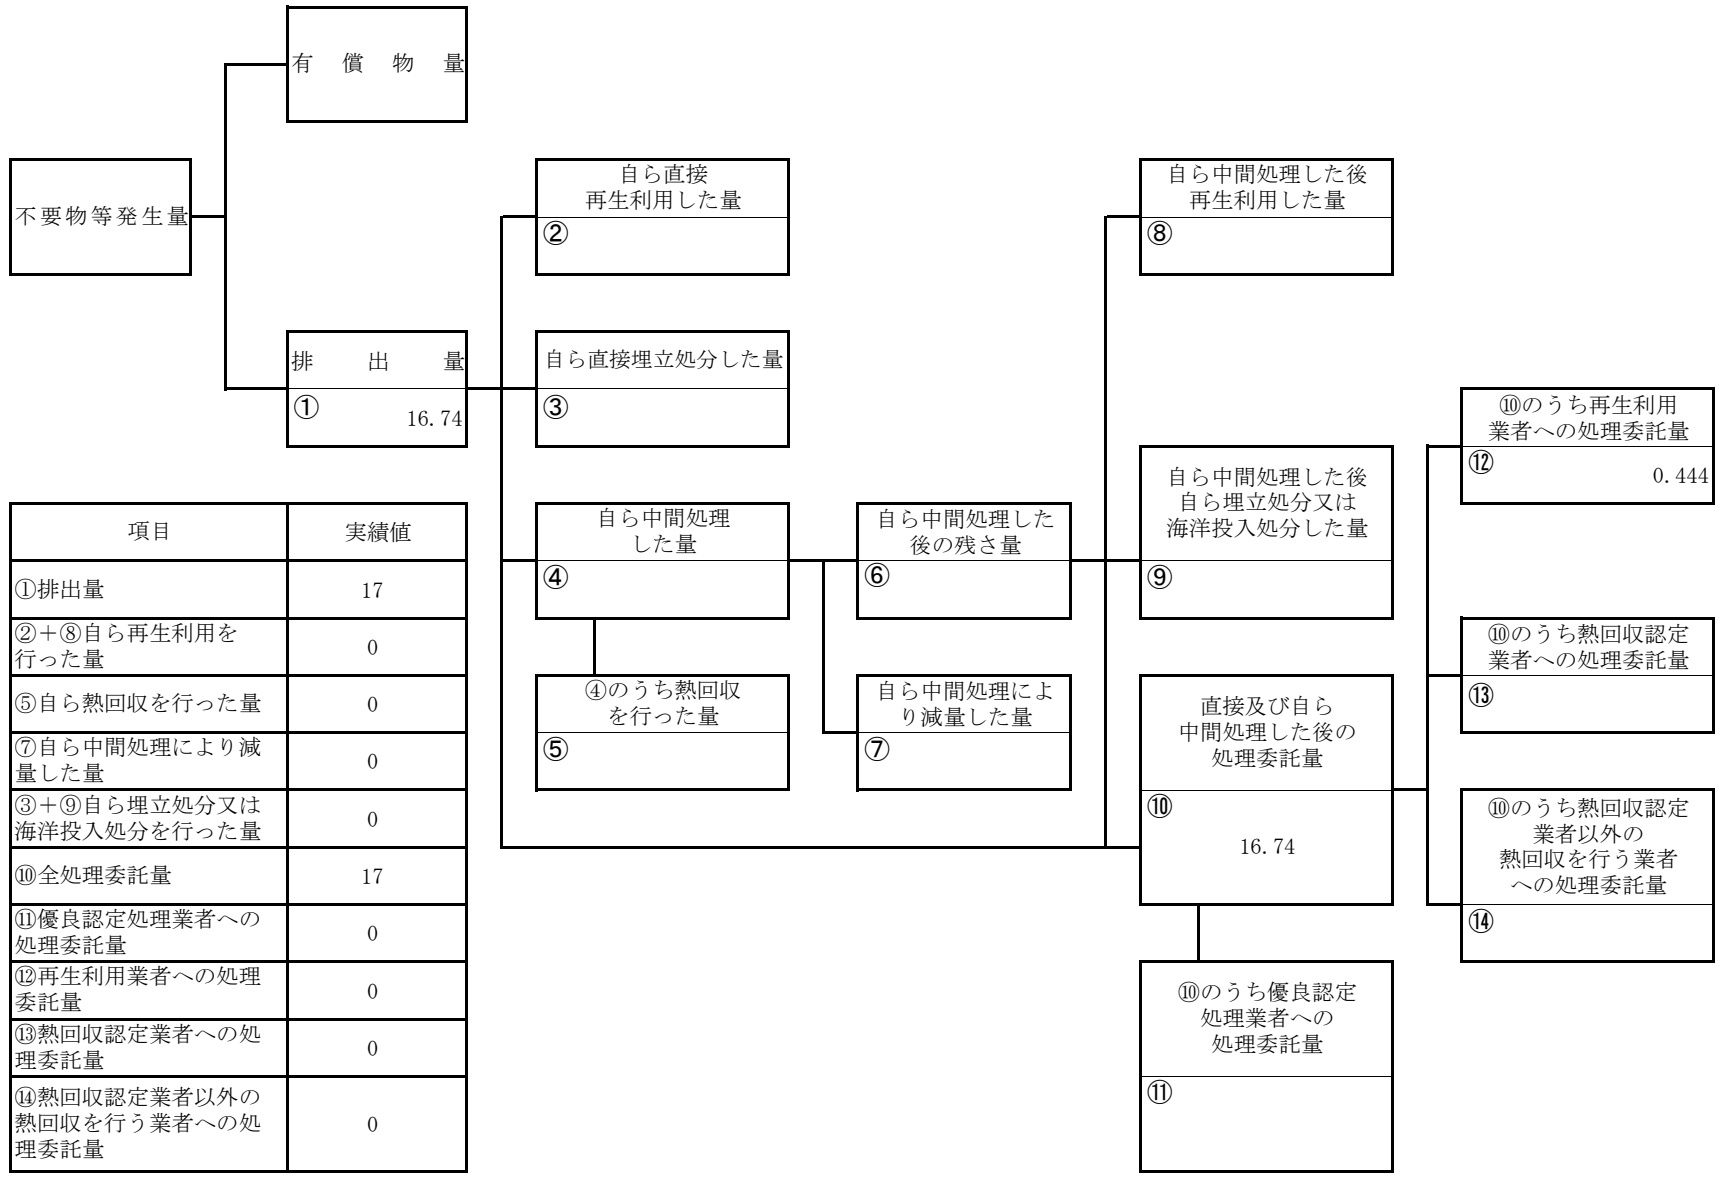 有償物量
不要物等発生量
自ら直接
再生利用した量
②
自ら中間処理した後
再生利用した量
⑧
排出量
①
16.74
自ら直接埋立処分した量
③
⑩のうち再生利用
業者への処理委託量
⑫
0.444
自ら中間処理した後
自ら埋立処分又は
海洋投入処分した量
⑨
自ら中間処理
した量
④
自ら中間処理した
後の残さ量
⑥
⑩のうち熱回収認定
業者への処理委託量
⑬
④のうち熱回収
を行った量
⑤
自ら中間処理によ
り減量した量
⑦
直接及び自ら
中間処理した後の
処理委託量
⑩
16.74
⑩のうち熱回収認定
業者以外の
熱回収を行う業者
への処理委託量
⑭
⑩のうち優良認定
処理業者への
処理委託量
⑪
項目 実績値
①排出量 17
②＋⑧自ら再生利用を
行った量 0
⑤自ら熱回収を行った量 0
⑦自ら中間処理により減
量した量 0
③＋⑨自ら埋立処分又は
海洋投入処分を行った量 0
⑩全処理委託量 17
⑪優良認定処理業者への
処理委託量 0
⑫再生利用業者への処理
委託量 0
⑬熱回収認定業者への処
理委託量 0
⑭熱回収認定業者以外の
熱回収を行う業者への処
理委託量 0